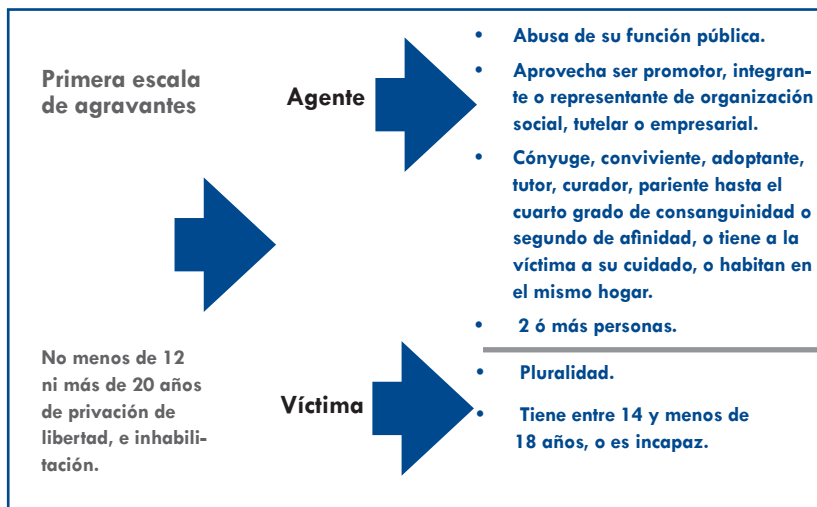 Primera escala
de agravantes
No menos de 12
ni más de 20 años
de privación de
libertad, e inhabili-
tación.
Agente
• Abusa de su función pública.
• Aprovecha ser promotor, integran-
te o representante de organización
social, tutelar o empresarial.
• Cónyuge, conviviente, adoptante,
tutor, curador, pariente hasta el
cuarto grado de consanguinidad o
segundo de afinidad, o tiene a la
víctima a su cuidado, o habitan en
el mismo hogar.
• 2 ó más personas.
Víctima
• Pluralidad.
• Tiene entre 14 y menos de
18 años, o es incapaz.